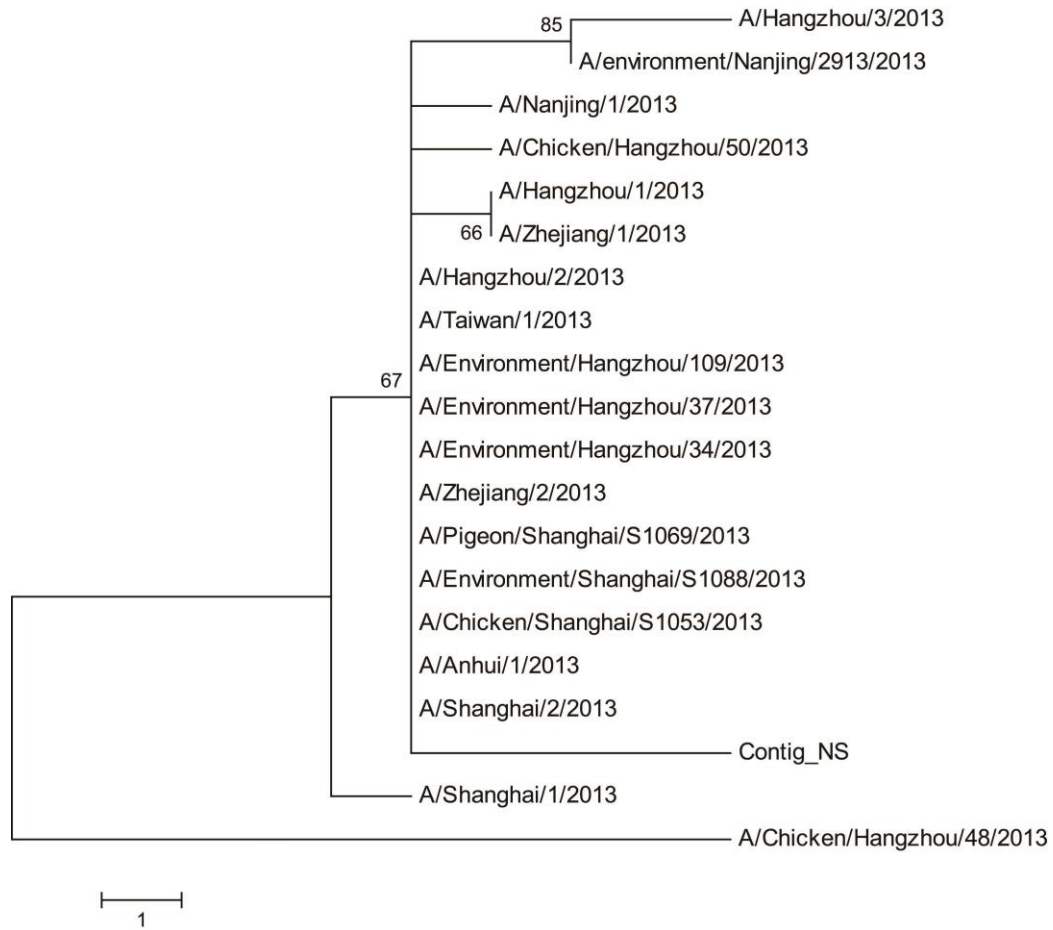 A/Hangzhou/3/2013
85
A/environment/Nanjing/2913/2013
A/Nanjing/1/2013
A/Chicken/Hangzhou/50/2013
A/Hangzhou/1/2013
66
A/Zhejiang/1/2013
A/Hangzhou/2/2013
A/Taiwan/1/2013
A/Environment/Hangzhou/109/2013
67
A/Environment/Hangzhou/37/2013
A/Environment/Hangzhou/34/2013
A/Zhejiang/2/2013
A/Pigeon/Shanghai/S1069/2013
A/Environment/Shanghai/S1088/2013
A/Chicken/Shanghai/S1053/2013
A/Anhui/1/2013
A/Shanghai/2/2013
Contig_NS
A/Shanghai/1/2013
A/Chicken/Hangzhou/48/2013
1